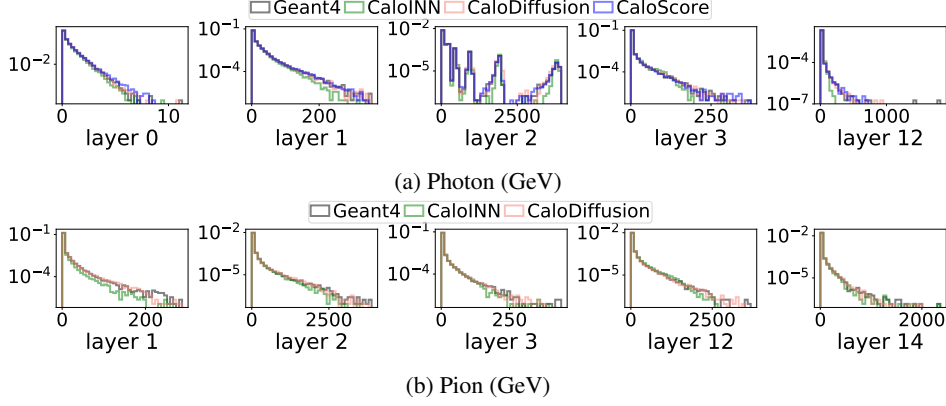 Geant4 CaloINN CaloDiffusion CaloScore
10⁻² 10⁻¹ 10⁻⁴ 10⁻² 10⁻⁵ 10⁻¹ 10⁻⁴ 10⁻² 10⁻⁷
0 10 0 200 0 2500 0 250 500 0 1000
layer 0 layer 1 layer 2 layer 3 layer 12
(a) Photon (GeV)
Geant4 CaloINN CaloDiffusion
10⁻¹ 10⁻⁴ 10⁻² 10⁻⁵ 10⁻¹ 10⁻⁴ 10⁻² 10⁻⁵ 10⁻² 10⁻⁵
0 200 0 2500 0 250 0 2500 0 1000 2000
layer 1 layer 2 layer 3 layer 12 layer 14
(b) Pion (GeV)